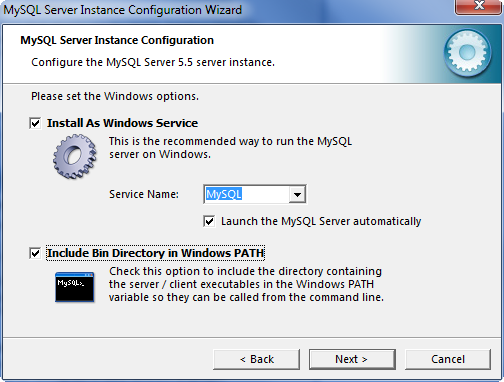 MySQL Server Instance Configuration Wizard
MySQL Server Instance Configuration
Configure the MySQL Server 5.5 server instance.
Please set the Windows options.
Install As Windows Service
This is the recommended way to run the MySQL
server on Windows.
Service Name: MySQL
Launch the MySQL Server automatically
Include Bin Directory in Windows PATH
Check this option to include the directory containing
the server / client executables in the Windows PATH
variable so they can be called from the command line.
MySQL>_
< Back Next > Cancel